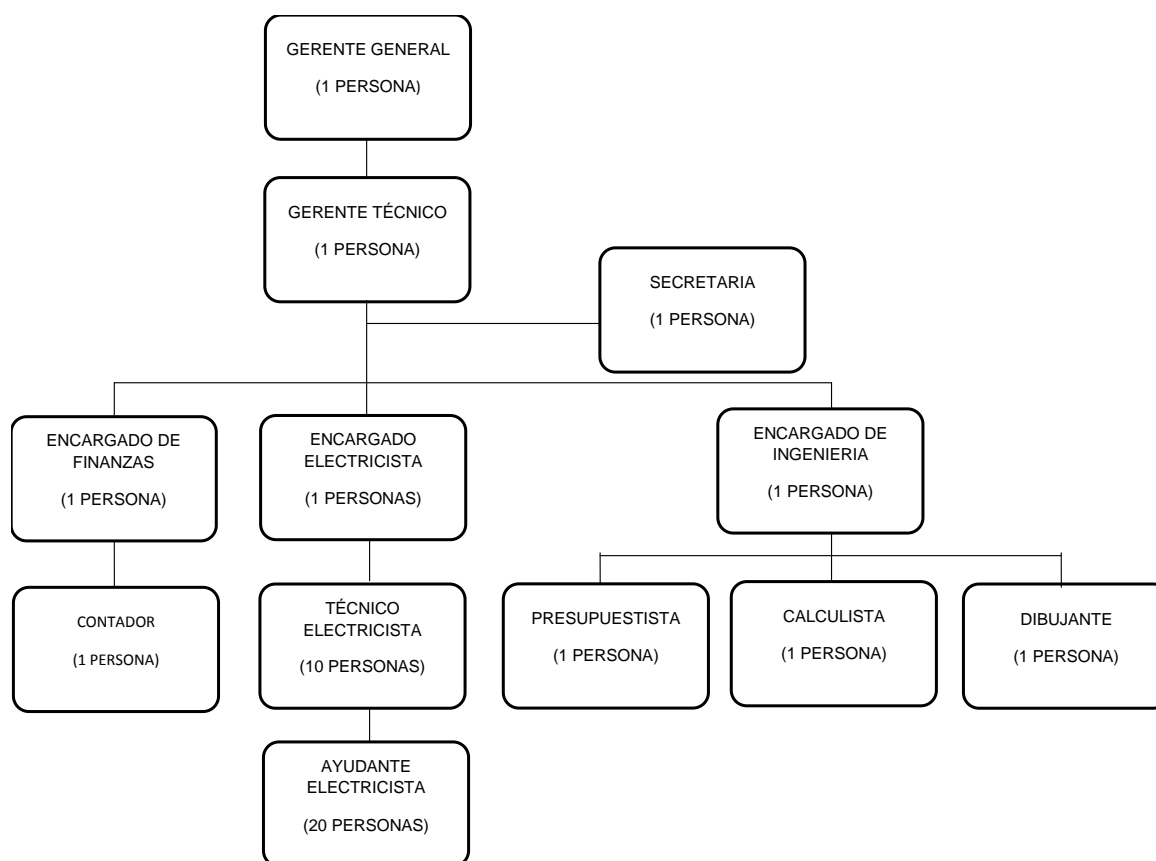 GERENTE GENERAL
(1 PERSONA)
GERENTE TÉCNICO
(1 PERSONA)
SECRETARIA
(1 PERSONA)
ENCARGADO DE
FINANZAS
(1 PERSONA)
ENCARGADO
ELECTRICISTA
(1 PERSONAS)
ENCARGADO DE
INGENIERIA
(1 PERSONA)
CONTADOR
(1 PERSONA)
TÉCNICO
ELECTRICISTA
(10 PERSONAS)
PRESUPUESTISTA
(1 PERSONA)
CALCULISTA
(1 PERSONA)
DIBUJANTE
(1 PERSONA)
AYUDANTE
ELECTRICISTA
(20 PERSONAS)